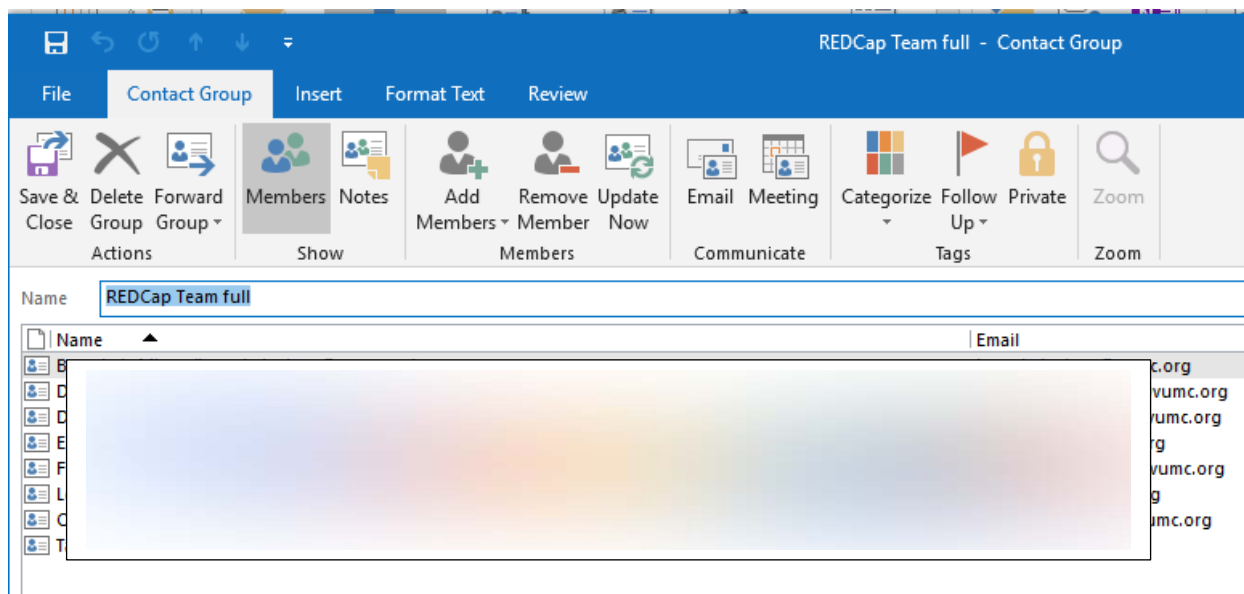 REDCap Team full - Contact Group
File Contact Group Insert Format Text Review
Save & Delete Forward Members Notes Add Remove Update Email Meeting Categorize Follow Private Zoom
Close Group Group Members Member Now Up
Actions Show Members Communicate Tags Zoom
Name REDCap Team full
Name Email
B c.org
D vumc.org
D vumc.org
E rg
F vumc.org
L g
C umc.org
T